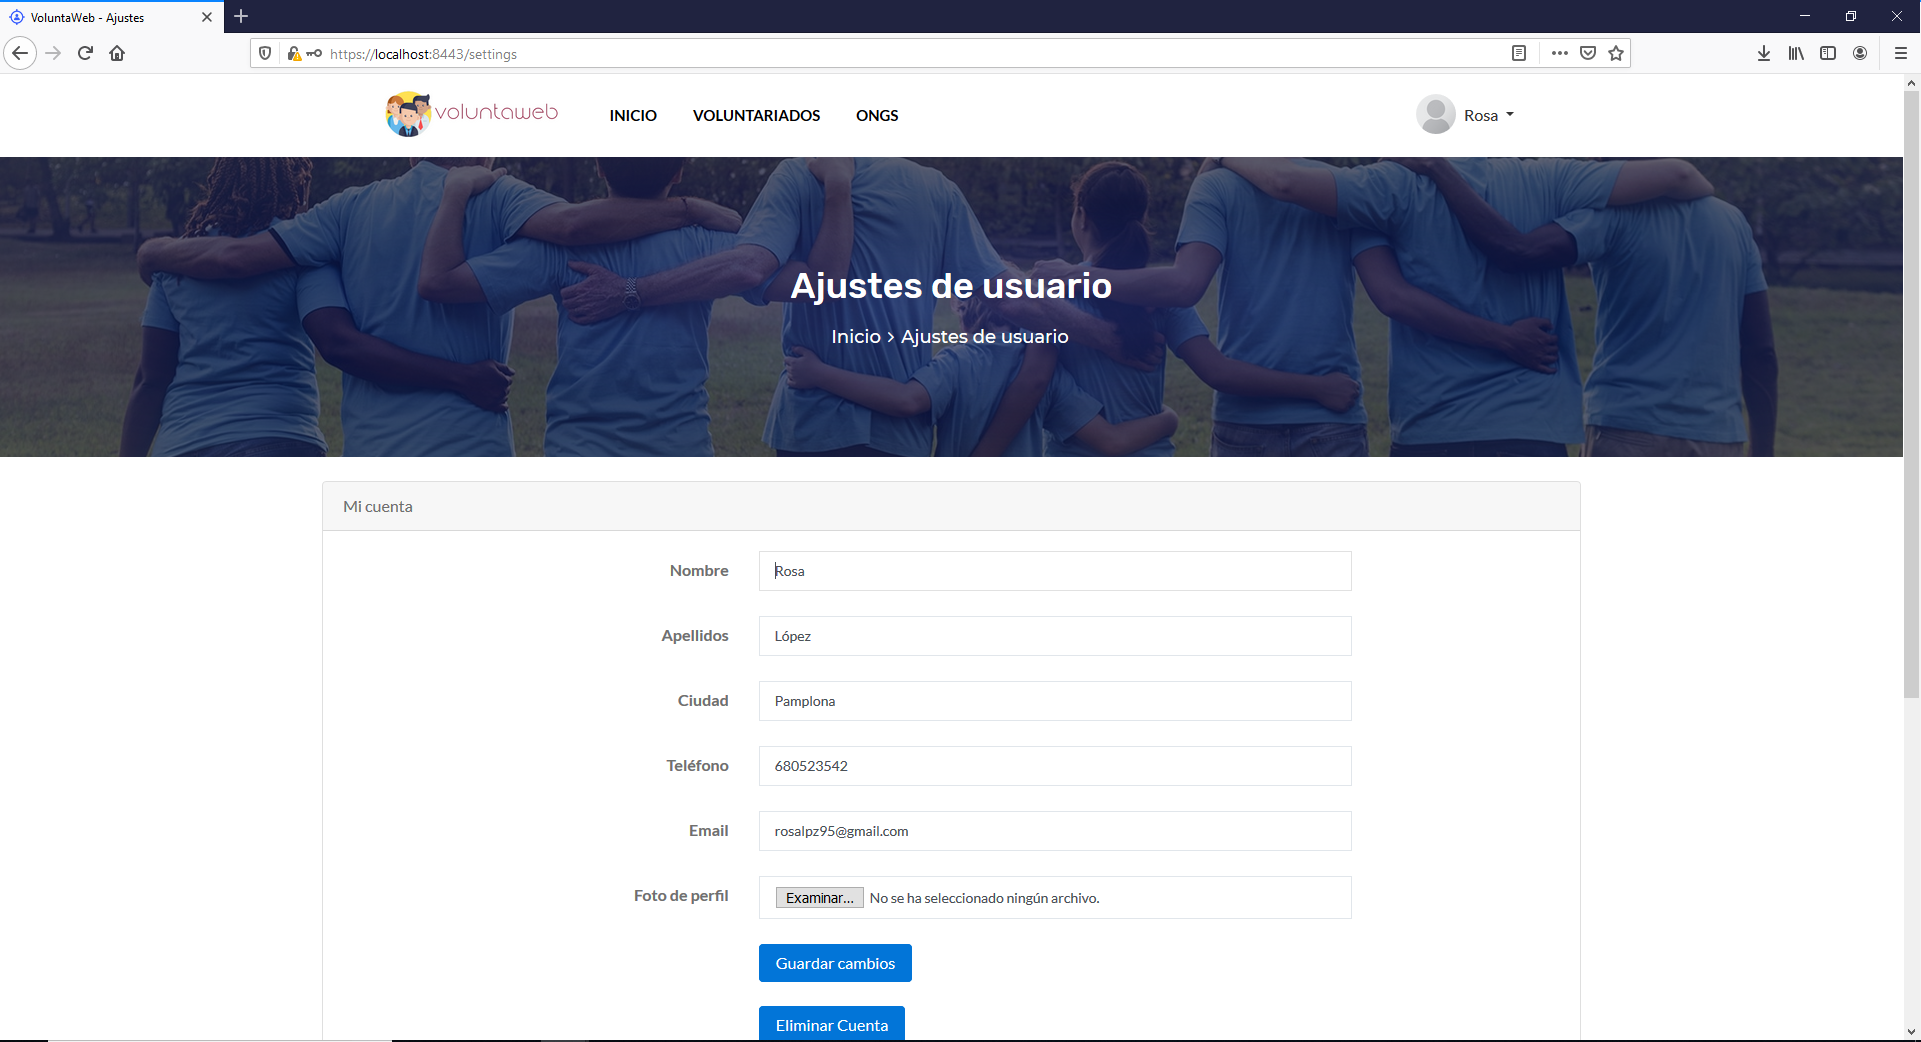 VoluntaWeb - Ajustes
https://localhost:8443/settings
voluntaweb
INICIO
VOLUNTARIADOS
ONGS
Rosa
Ajustes de usuario
Inicio > Ajustes de usuario
Mi cuenta
Nombre
Rosa
Apellidos
López
Ciudad
Pamplona
Teléfono
680523542
Email
rosalpz95@gmail.com
Foto de perfil
Examinar... No se ha seleccionado ningún archivo.
Guardar cambios
Eliminar Cuenta